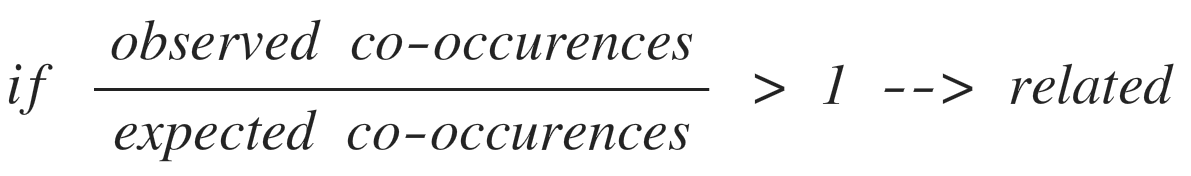 observed co-occurences
if > 1 --> related
expected co-occurences